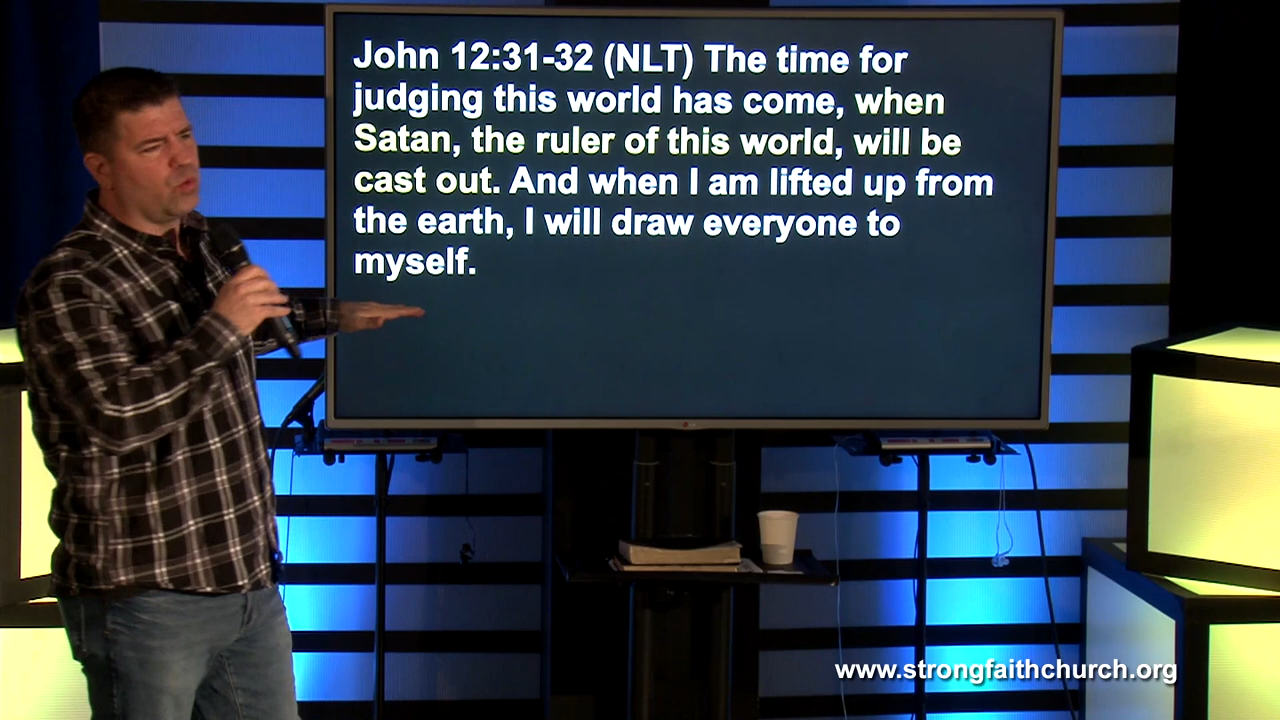 John 12:31-32 (NLT) The time for
judging this world has come, when
Satan, the ruler of this world, will be
cast out. And when I am lifted up from
the earth, I will draw everyone to
myself.
www.strongfaithchurch.org